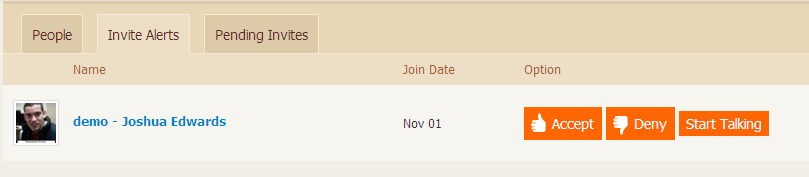 People Invite Alerts Pending Invites
Name Join Date Option
demo - Joshua Edwards Nov 01 Accept Deny Start Talking